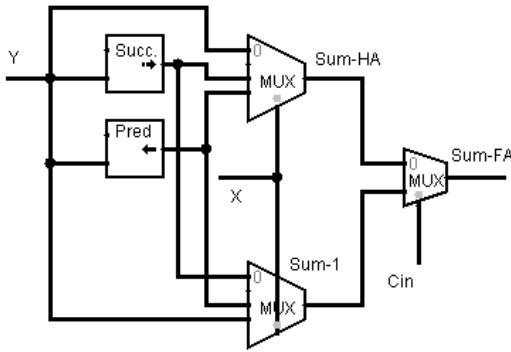 Y
Succ.
0
Sum-HA
MUX
Pred
0
Sum-FA
MUX
X
Sum-1
0
Cin
MUX